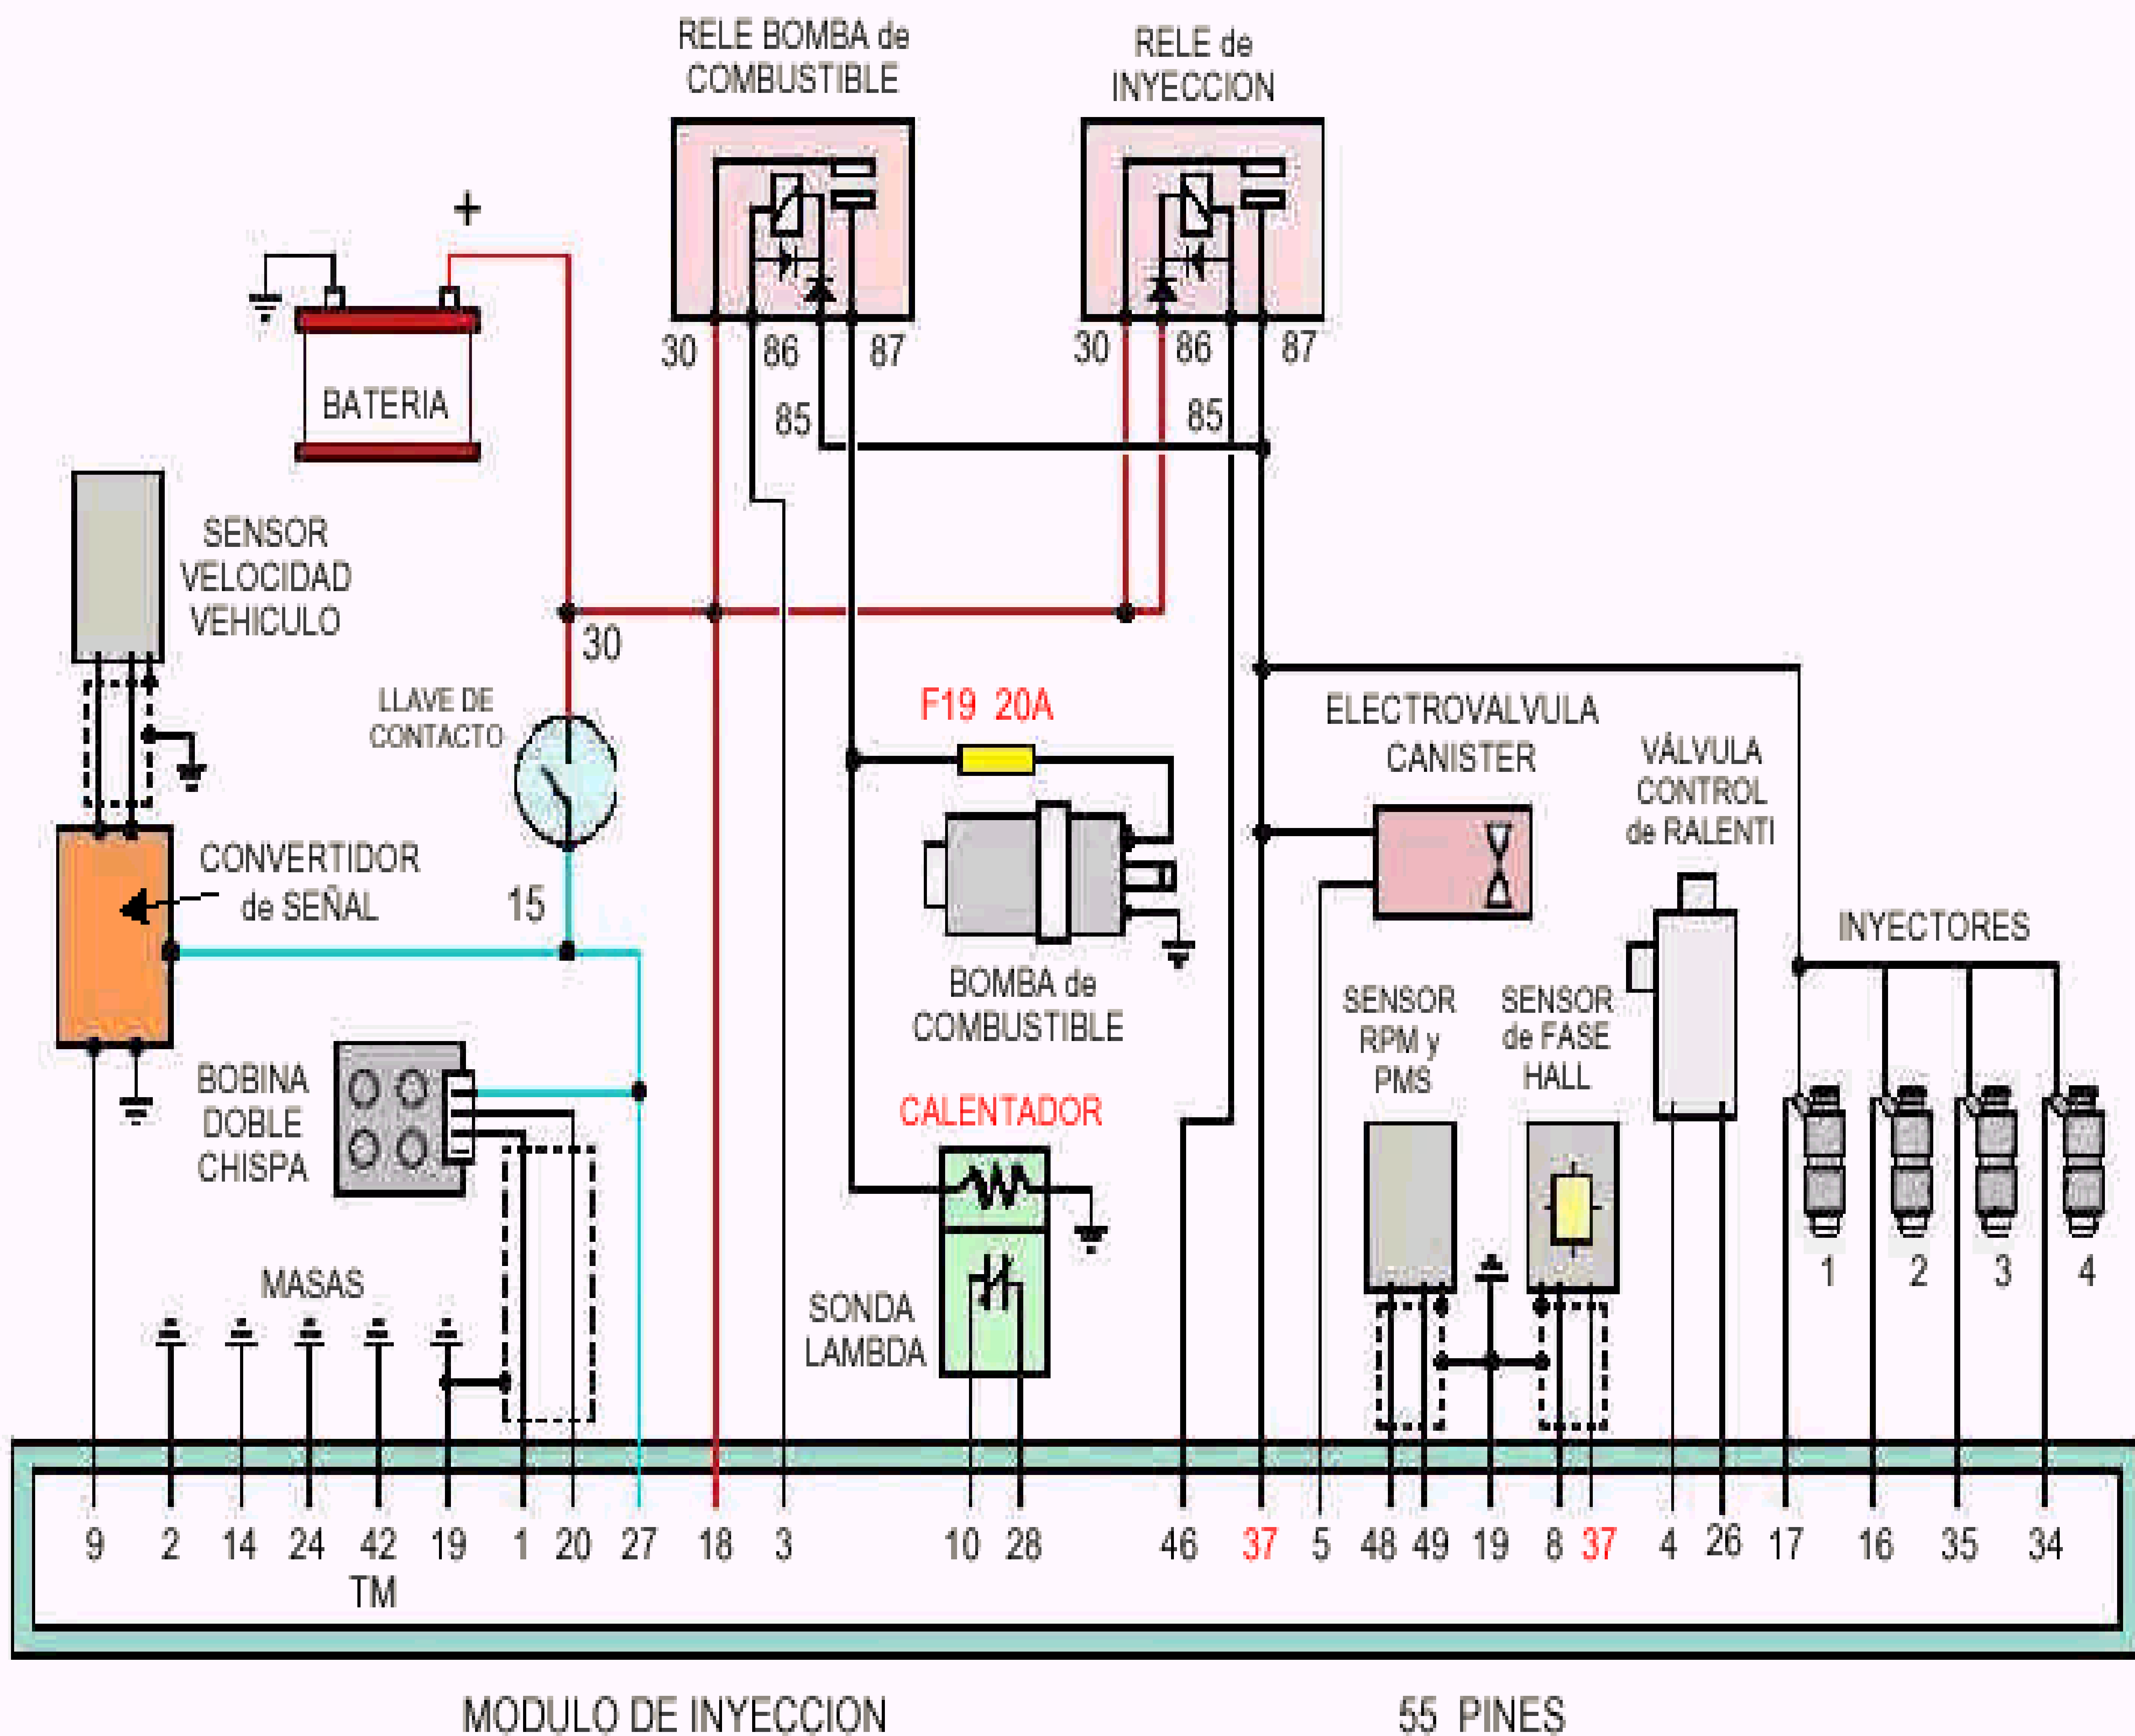 RELE BOMBA de
COMBUSTIBLE
RELE de
INYECCION
+
30
86
87
85
30
86
87
85
BATERIA
SENSOR
VELOCIDAD
VEHICULO
30
LLAVE DE
CONTACTO
F19 20A
ELECTROVALVULA
CANISTER
VÁLVULA
CONTROL
de RALENTI
CONVERTIDOR
de SEÑAL
15
INYECTORES
BOMBA de
COMBUSTIBLE
SENSOR
RPM y
PMS
SENSOR
de FASE
HALL
BOBINA
DOBLE
CHISPA
CALENTADOR
MASAS
SONDA
LAMBDA
1 2 3 4
9 2 14 24 42 19 1 20 27 18 3 10 28 46 37 5 48 49 19 8 37 4 26 17 16 35 34
TM
MODULO DE INYECCION
55 PINES